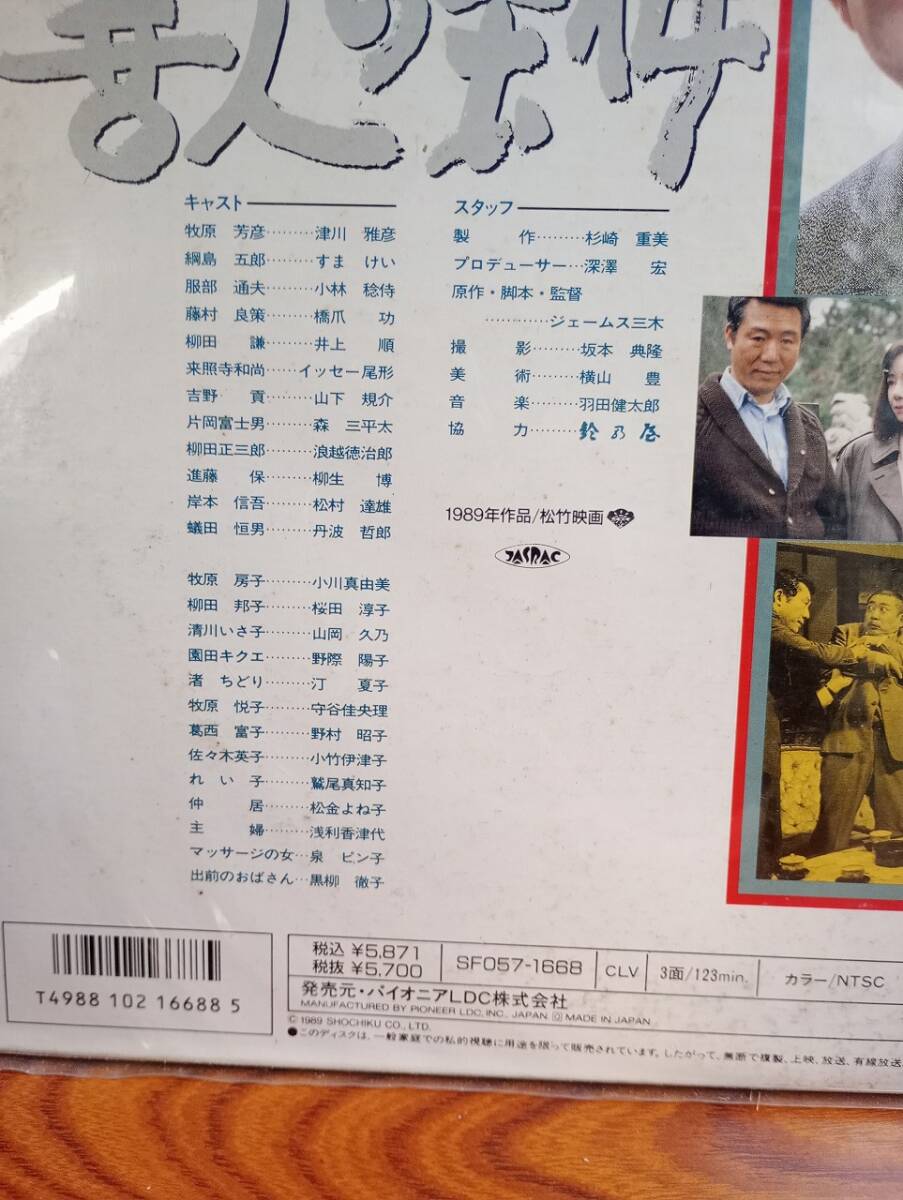 善人の条件
キャスト
牧原 芳彦………津川 雅彦
綱島 五郎………すま けい
服部 通夫………小林 稔侍
藤村 良策………橋爪 功
柳田 謙………井上 順
来照寺和尚……イッセー尾形
吉野 貢………山下 規介
片岡富士男……森 三平太
柳田正三郎……浪越徳治郎
進藤 保………柳生 博
岸本 信吾………松村 達雄
蟻田 恒男………丹波 哲郎
牧原 房子………小川真由美
柳田 邦子………桜田 淳子
清川いさ子………山岡 久乃
園田キクエ………野際 陽子
渚 ちどり………汀 夏子
牧原 悦子………守谷佳央理
葛西 富子………野村 昭子
佐々木英子………小竹伊津子
れい子………鷲尾真知子
仲居………松金よね子
主婦………浅利香津代
マッサージの女…泉 ピン子
出前のおばさん…黒柳 徹子
スタッフ
製作………杉崎 重美
プロデューサー…深澤 宏
原作・脚本・監督
…………ジェームス三木
撮影………坂本 典隆
美術………横山 豊
音楽………羽田健太郎
協力………鈴乃屋
1989年作品/松竹映画
JASRAC
T4988102166885
税込 ¥5,871
税抜 ¥5,700
SF057-1668
CLV
3面/123min.
カラー/NTSC
発売元・パイオニアLDC株式会社
MANUFACTURED BY PIONEER LDC, INC., JAPAN Ⓓ MADE IN JAPAN
© 1989 SHOCHIKU CO., LTD.
●このディスクは、一般家庭での私的視聴に用途を限って販売されています。したがって、無断で複製、上映、放送、有線放送